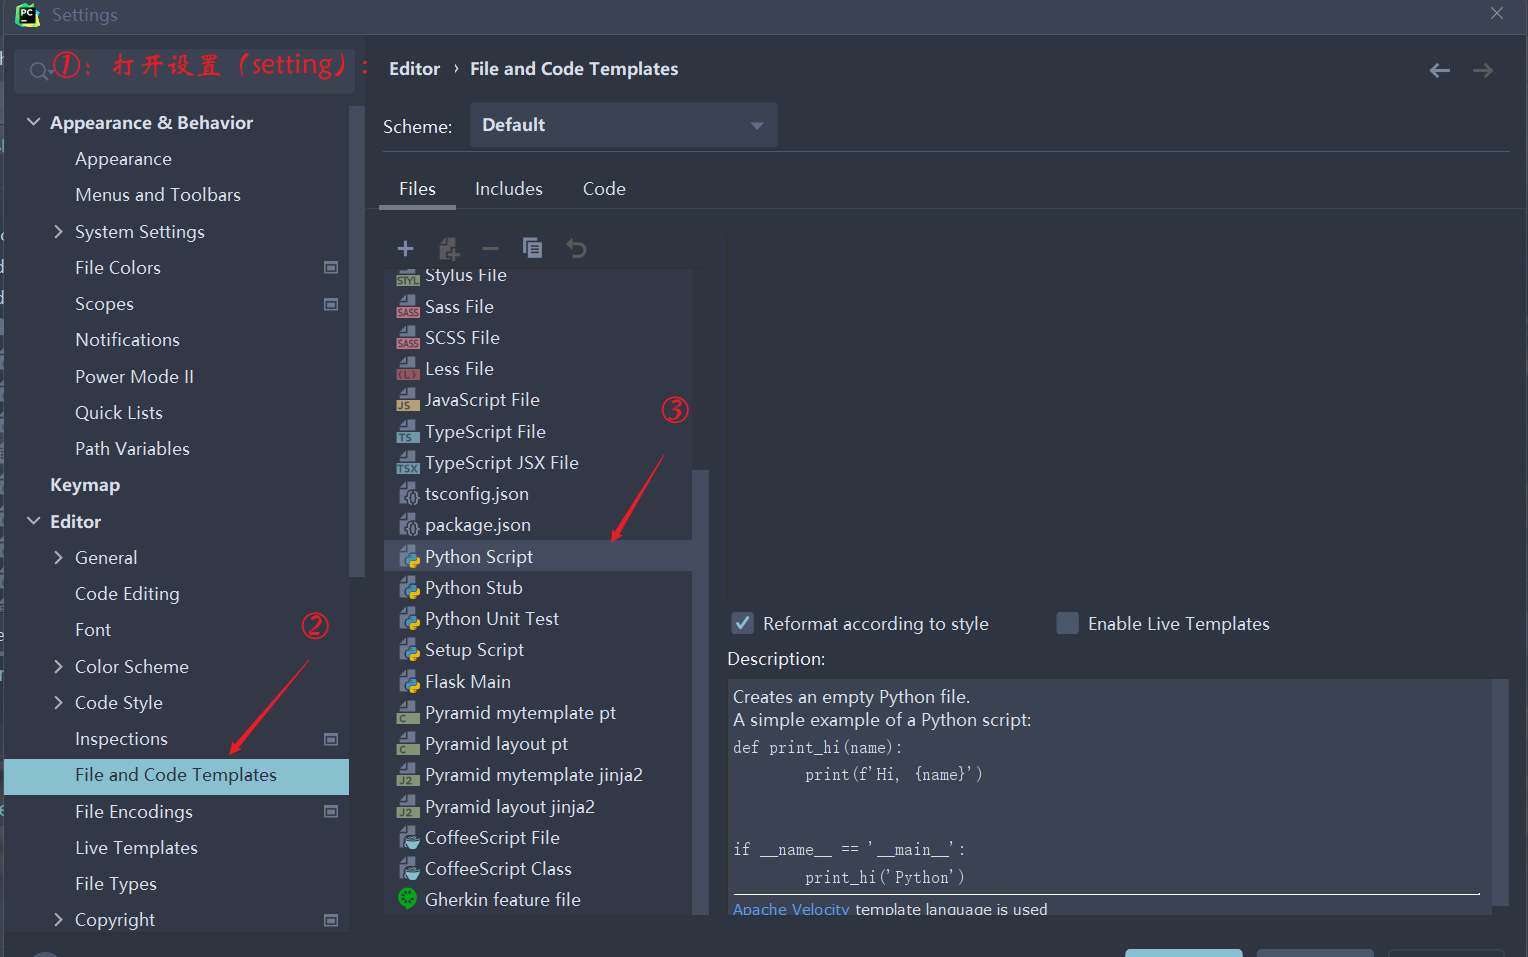 Settings
①：打开设置（setting）：
Editor › File and Code Templates
Scheme: Default
Files Includes Code
Appearance & Behavior
Appearance
Menus and Toolbars
System Settings
File Colors
Scopes
Notifications
Power Mode II
Quick Lists
Path Variables
Keymap
Editor
General
Code Editing
Font
②
Color Scheme
Code Style
Inspections
File and Code Templates
File Encodings
Live Templates
File Types
Copyright
Stylus File
Sass File
SCSS File
Less File
JavaScript File
③
TypeScript File
TypeScript JSX File
tsconfig.json
package.json
Python Script
Python Stub
Python Unit Test
Setup Script
Flask Main
Pyramid mytemplate pt
Pyramid layout pt
Pyramid mytemplate jinja2
Pyramid layout jinja2
CoffeeScript File
CoffeeScript Class
Gherkin feature file
Reformat according to style Enable Live Templates
Description:
Creates an empty Python file.
A simple example of a Python script:
def print_hi(name):
print(f'Hi, {name}')
if __name__ == '__main__':
print_hi('Python')
Apache Velocity template language is used